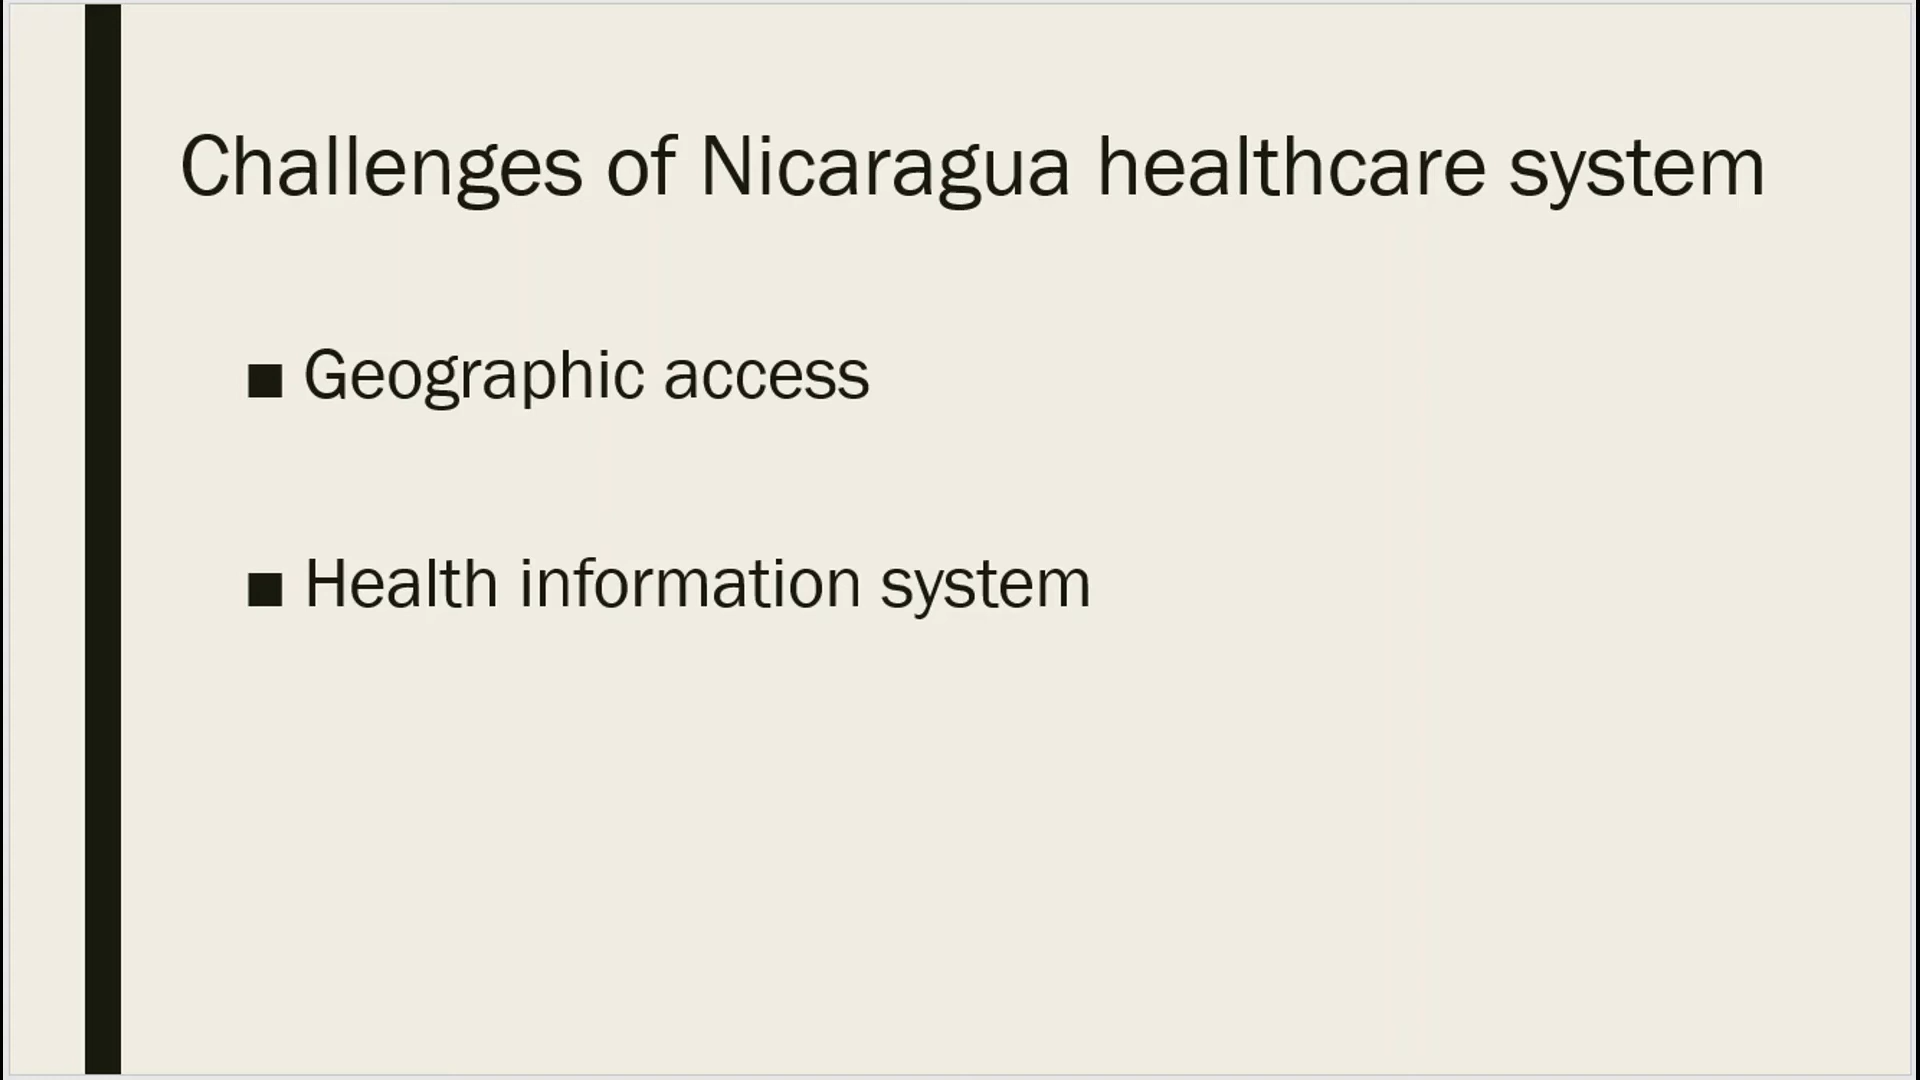 Challenges of Nicaragua healthcare system
■ Geographic access
■ Health information system